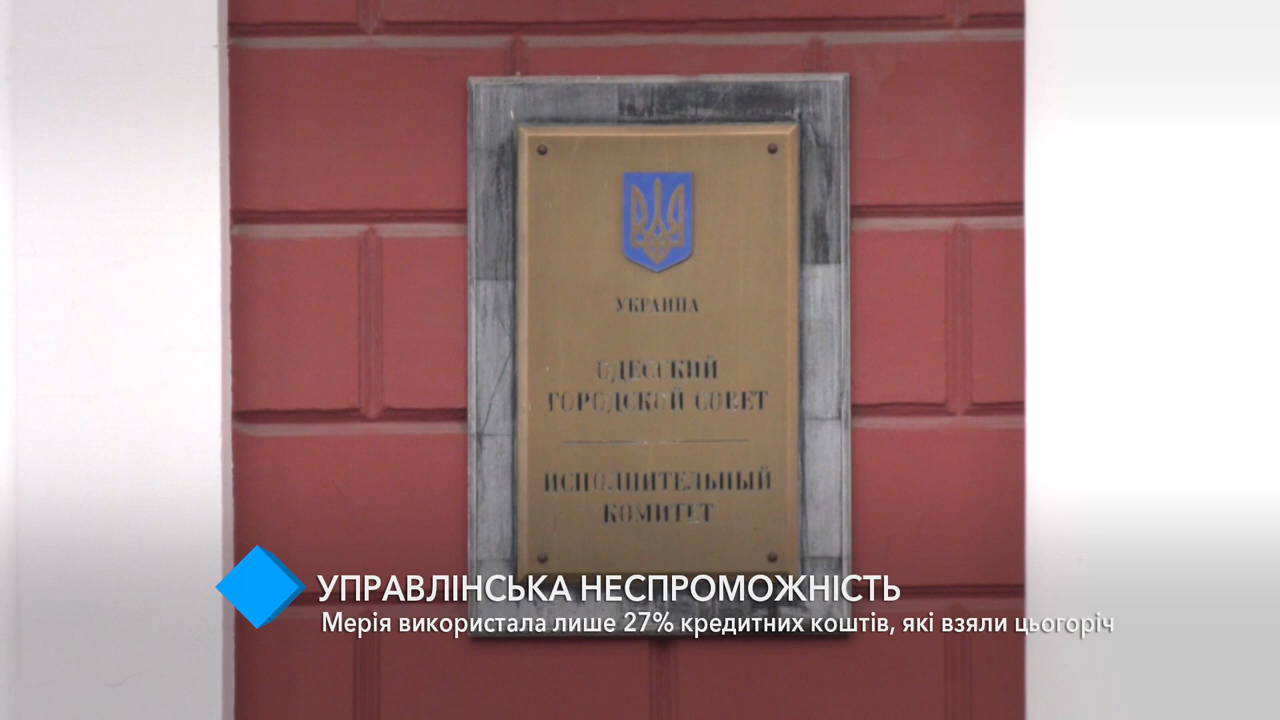 УКРАИНА
ОДЕССКИЙ
ГОРОДСКОЙ СОВЕТ
ИСПОЛНИТЕЛЬНЫЙ
КОМИТЕТ
УПРАВЛІНСЬКА НЕСПРОМОЖНІСТЬ
Мерія використала лише 27% кредитних коштів, які взяли цьогоріч